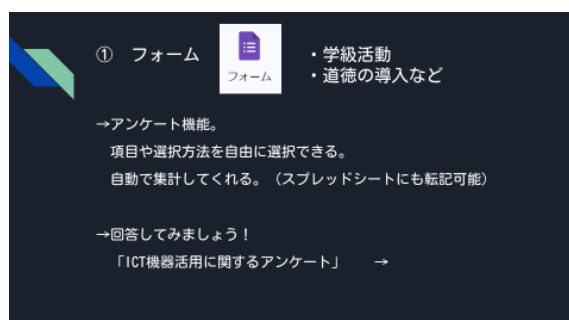 ① フォーム
フォーム
・学級活動
・道徳の導入など
→アンケート機能。
項目や選択方法を自由に選択できる。
自動で集計してくれる。（スプレッドシートにも転記可能）
→回答してみましょう！
「ICT機器活用に関するアンケート」 →